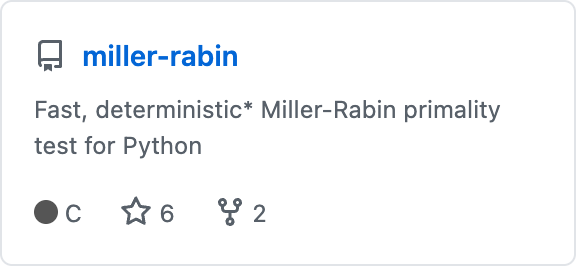 miller-rabin
Fast, deterministic* Miller-Rabin primality
test for Python
C 6 2